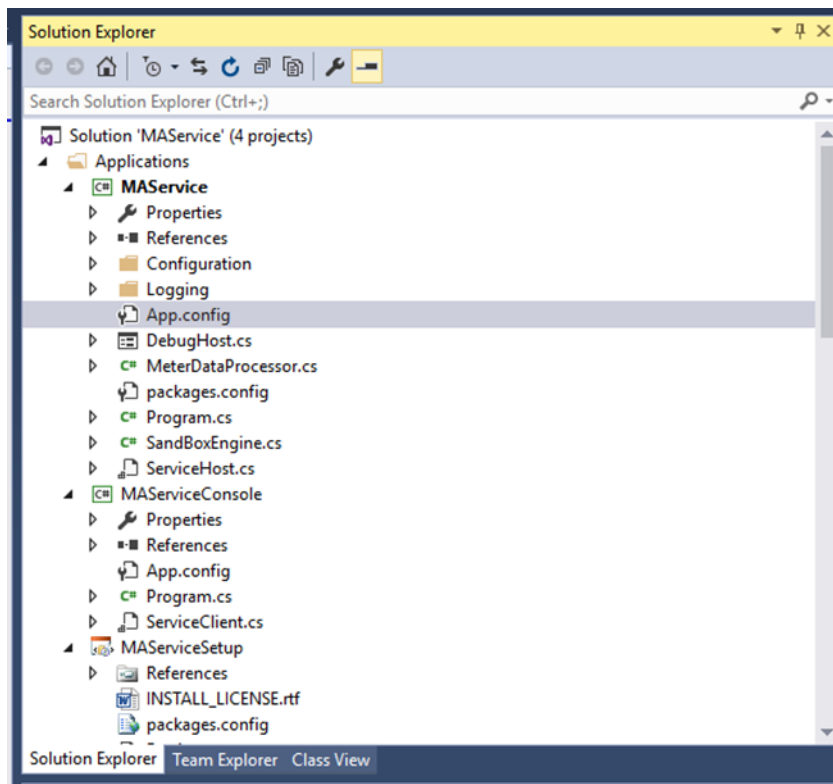 Solution Explorer
Search Solution Explorer (Ctrl+;)
Solution 'MAService' (4 projects)
Applications
C# MAService
Properties
References
Configuration
Logging
App.config
DebugHost.cs
C# MeterDataProcessor.cs
packages.config
C# Program.cs
C# SandBoxEngine.cs
ServiceHost.cs
C# MAServiceConsole
Properties
References
App.config
C# Program.cs
ServiceClient.cs
MAServiceSetup
References
INSTALL_LICENSE.rtf
packages.config
Solution Explorer Team Explorer Class View